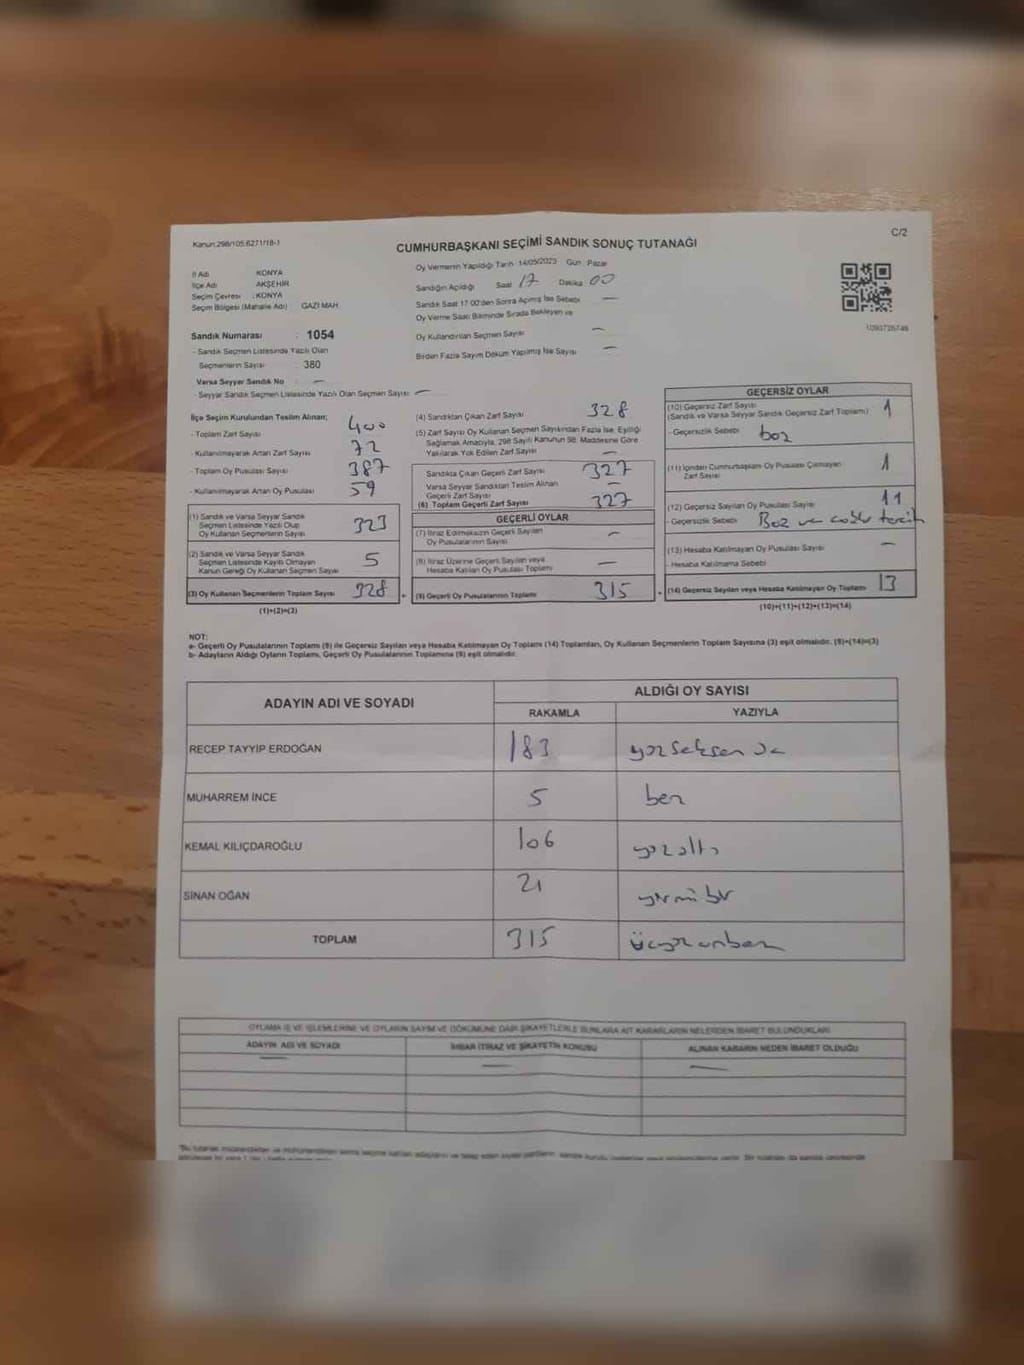 Kanun:298/105.6271/18-1
C/2
CUMHURBAŞKANI SEÇİMİ SANDIK SONUÇ TUTANAĞI
İl Adı KONYA
İlçe Adı AKŞEHİR
Seçim Çevresi : KONYA
Seçim Bölgesi (Mahalle Adı) GAZİ MAH.
Oy Vermenin Yapıldığı Tarih 14/05/2023 Gün : Pazar
Sandığın Açıldığı Saat 17 Dakika 00
Sandık Saat 17:00'den Sonra Açılmış İse Sebebi —
Oy Verme Saati Bitiminde Sırada Bekleyen ve
Oy Kullandırılan Seçmen Sayısı —
Birden Fazla Sayım Döküm Yapılmış İse Sayısı —
1093726746
Sandık Numarası : 1054
- Sandık Seçmen Listesinde Yazılı Olan
Seçmenlerin Sayısı : 380
Varsa Seyyar Sandık No : —
- Seyyar Sandık Seçmen Listesinde Yazılı Olan Seçmen Sayısı : —
İlçe Seçim Kurulundan Teslim Alınan;
- Toplam Zarf Sayısı 400
- Kullanılmayarak Artan Zarf Sayısı 72
- Toplam Oy Pusulası Sayısı 387
- Kullanılmayarak Artan Oy Pusulası 59
(1) Sandık ve Varsa Seyyar Sandık
Seçmen Listesinde Yazılı Olup
Oy Kullanan Seçmenlerin Sayısı 323
(2) Sandık ve Varsa Seyyar Sandık
Seçmen Listesinde Kayıtlı Olmayan
Kanun Gereği Oy Kullanan Seçmen Sayısı 5
(3) Oy Kullanan Seçmenlerin Toplam Sayısı 328
(1)+(2)=(3)
(4) Sandıktan Çıkan Zarf Sayısı 328
(5) Zarf Sayısı Oy Kullanan Seçmen Sayısından Fazla İse, Eşitliği
Sağlamak Amacıyla, 298 Sayılı Kanunun 98. Maddesine Göre
Yakılarak Yok Edilen Zarf Sayısı —
Sandıkta Çıkan Geçerli Zarf Sayısı 327
Varsa Seyyar Sandıktan Teslim Alınan
Geçerli Zarf Sayısı —
(6) Toplam Geçerli Zarf Sayısı 327
GEÇERLİ OYLAR
(7) İtiraz Edilmeksizin Geçerli Sayılan
Oy Pusulalarının Sayısı —
(8) İtiraz Üzerine Geçerli Sayılan veya
Hesaba Katılan Oy Pusulası Toplamı —
(9) Geçerli Oy Pusulalarının Toplamı 315
GEÇERSİZ OYLAR
(10) Geçersiz Zarf Sayısı
(Sandık ve Varsa Seyyar Sandık Geçersiz Zarf Toplamı) 1
- Geçersizlik Sebebi boz
(11) İçinden Cumhurbaşkanı Oy Pusulası Çıkmayan
Zarf Sayısı 1
(12) Geçersiz Sayılan Oy Pusulası Sayısı 11
- Geçersizlik Sebebi Boz ve tercih
(13) Hesaba Katılmayan Oy Pusulası Sayısı —
- Hesaba Katılmama Sebebi
(14) Geçersiz Sayılan veya Hesaba Katılmayan Oy Toplamı 13
(10)+(11)+(12)+(13)=(14)
NOT:
a- Geçerli Oy Pusulalarının Toplamı (9) ile Geçersiz Sayılan veya Hesaba Katılmayan Oy Toplamı (14) Toplamları, Oy Kullanan Seçmenlerin Toplam Sayısına (3) eşit olmalıdır. (9)+(14)=(3)
b- Adayların Aldığı Oyların Toplamı, Geçerli Oy Pusulalarının Toplamına (9) eşit olmalıdır.
ADAYIN ADI VE SOYADI
ALDIĞI OY SAYISI
RAKAMLA YAZIYLA
RECEP TAYYİP ERDOĞAN 183 yüzseksen üç
MUHARREM İNCE 5 beş
KEMAL KILIÇDAROĞLU 106 yüzaltı
SİNAN OĞAN 21 yirmi bir
TOPLAM 315 üçyüz onbeş
OYLAMA İŞ VE İŞLEMLERİNE VE OYLARIN SAYIM VE DÖKÜMÜNE DAİR ŞİKAYETLERLE BUNLARA AİT KARARLARIN NELERDEN İBARET BULUNDUKLARI
ADAYIN ADI VE SOYADI İHBAR İTİRAZ VE ŞİKAYETİN KONUSU ALINAN KARARIN NEDEN İBARET OLDUĞU
— — —